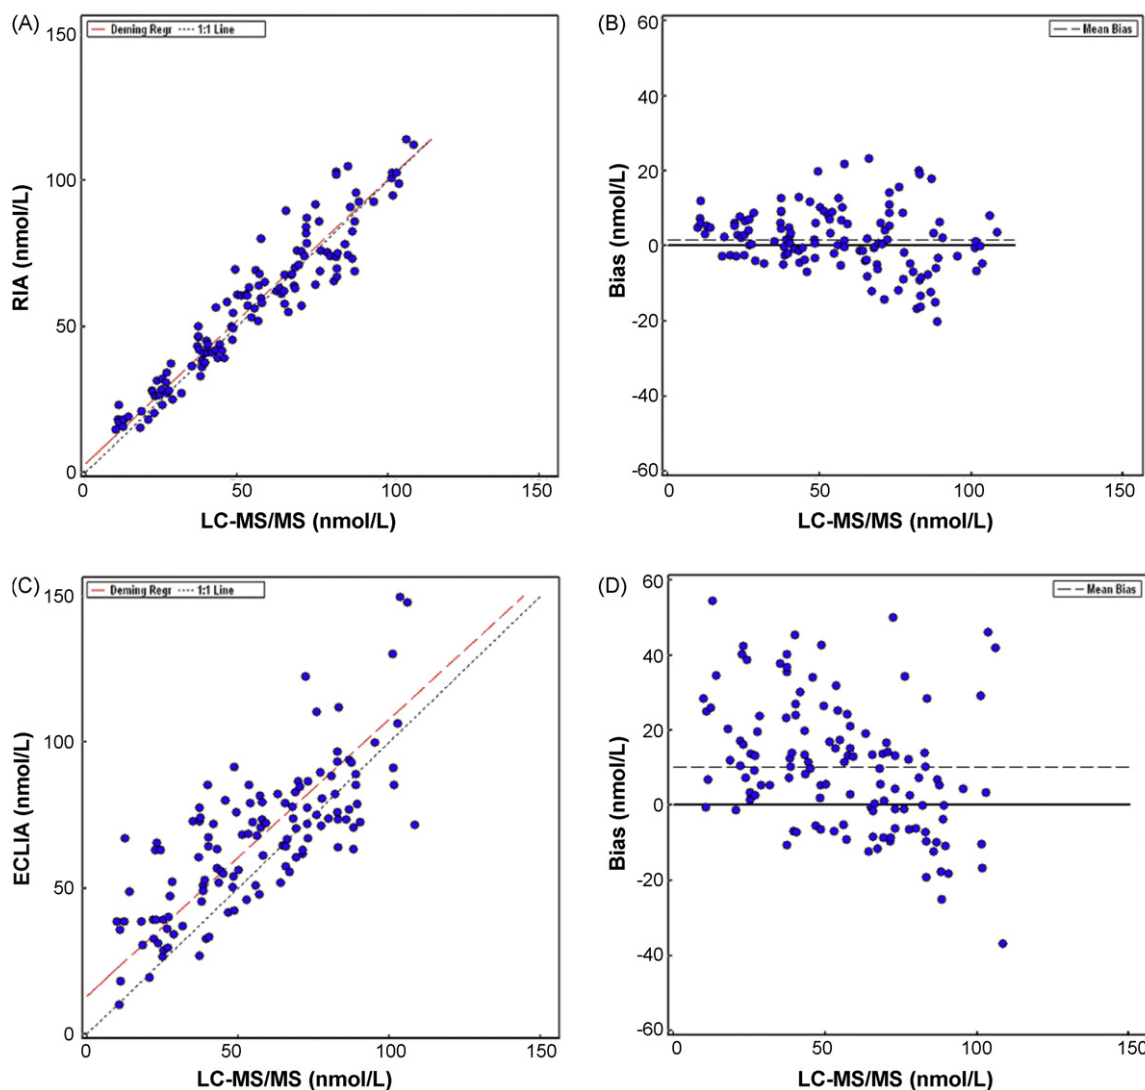 (A)
Deming Regr 1:1 Line
150
100
50
0
RIA (nmol/L)
0 50 100 150
LC-MS/MS (nmol/L)
(B)
Mean Bias
60
40
20
0
-20
-40
-60
Bias (nmol/L)
0 50 100 150
LC-MS/MS (nmol/L)
(C)
Deming Regr 1:1 Line
150
100
50
0
ECLIA (nmol/L)
0 50 100 150
LC-MS/MS (nmol/L)
(D)
Mean Bias
60
40
20
0
-20
-40
-60
Bias (nmol/L)
0 50 100 150
LC-MS/MS (nmol/L)